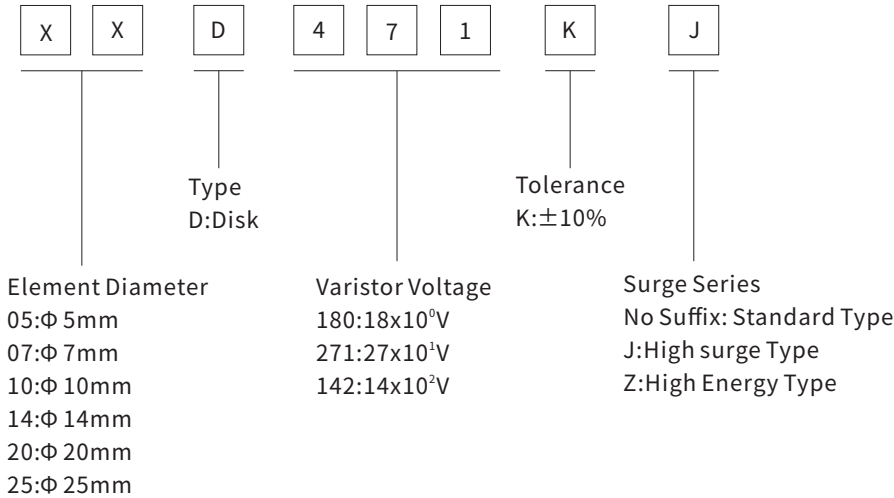 X X D 4 7 1 K J
Type
D:Disk
Tolerance
K:±10%
Element Diameter
05:Φ 5mm
07:Φ 7mm
10:Φ 10mm
14:Φ 14mm
20:Φ 20mm
25:Φ 25mm
Varistor Voltage
180:18x10⁰V
271:27x10¹V
142:14x10²V
Surge Series
No Suffix: Standard Type
J:High surge Type
Z:High Energy Type